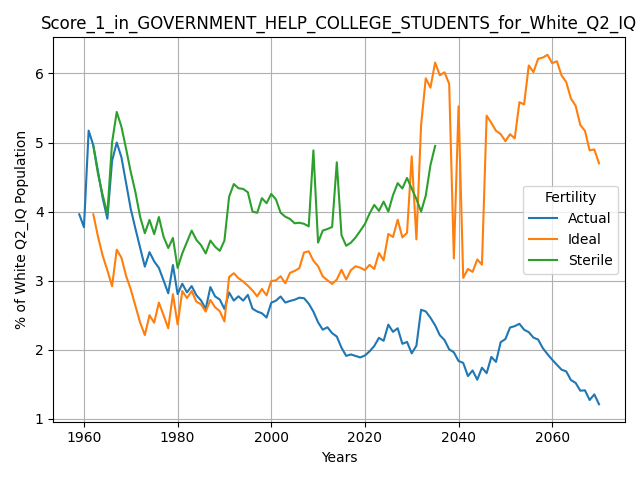 Score_1_in_GOVERNMENT_HELP_COLLEGE_STUDENTS_for_White_Q2_IQ
% of White Q2_IQ Population
6
5
4
3
2
1
Fertility
Actual
Ideal
Sterile
1960 1980 2000 2020 2040 2060
Years